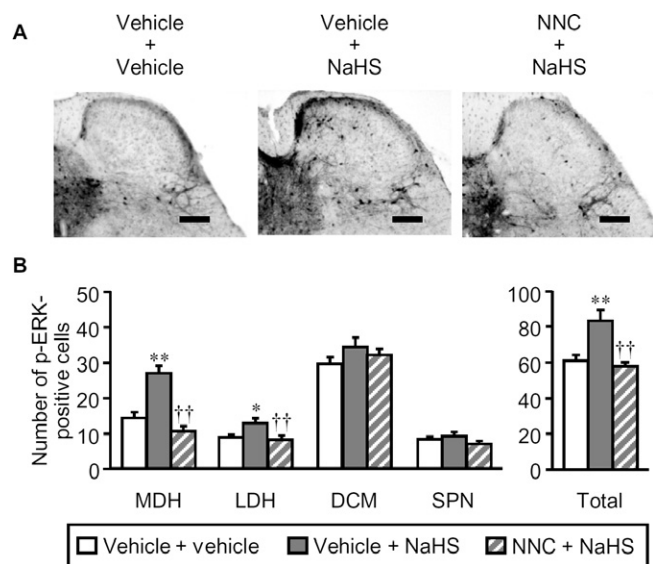 A
Vehicle
+
Vehicle
Vehicle
+
NaHS
NNC
+
NaHS
B
Number of p-ERK-
positive cells
50
40
30
20
10
0
**
††
*
††
MDH LDH DCM SPN
100
80
60
40
20
0
**
††
Total
Vehicle + vehicle Vehicle + NaHS NNC + NaHS